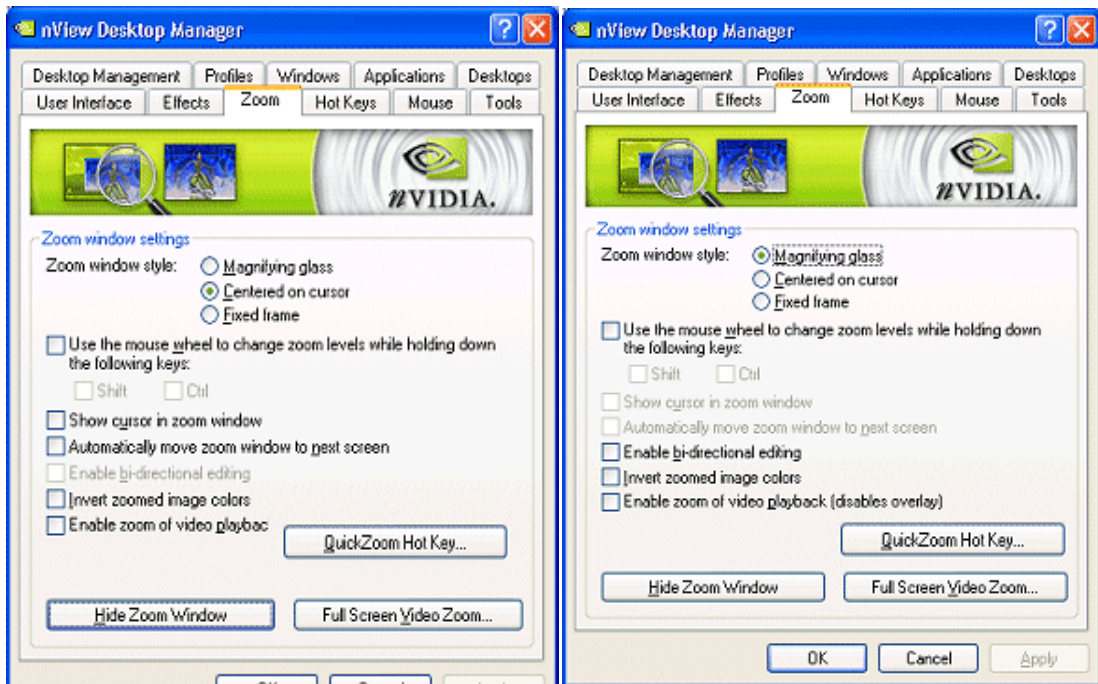 nView Desktop Manager
Desktop Management Profiles Windows Applications Desktops
User Interface Effects Zoom Hot Keys Mouse Tools
nVIDIA.
Zoom window settings
Zoom window style: Magnifying glass
Centered on cursor
Fixed frame
Use the mouse wheel to change zoom levels while holding down
the following keys:
Shift Ctrl
Show cursor in zoom window
Automatically move zoom window to next screen
Enable bi-directional editing
Invert zoomed image colors
Enable zoom of video playbac
QuickZoom Hot Key...
Hide Zoom Window Full Screen Video Zoom...
nView Desktop Manager
Desktop Management Profiles Windows Applications Desktops
User Interface Effects Zoom Hot Keys Mouse Tools
nVIDIA.
Zoom window settings
Zoom window style: Magnifying glass
Centered on cursor
Fixed frame
Use the mouse wheel to change zoom levels while holding down
the following keys:
Shift Ctrl
Show cursor in zoom window
Automatically move zoom window to next screen
Enable bi-directional editing
Invert zoomed image colors
Enable zoom of video playback (disables overlay)
QuickZoom Hot Key...
Hide Zoom Window Full Screen Video Zoom...
OK Cancel Apply